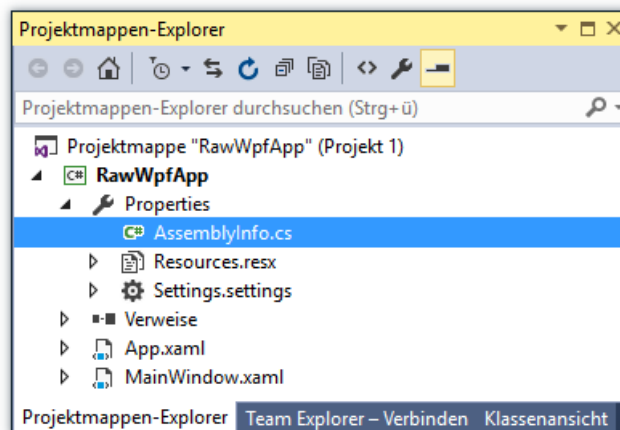 Projektmappen-Explorer
Projektmappen-Explorer durchsuchen (Strg+ü)
Projektmappe "RawWpfApp" (Projekt 1)
C# RawWpfApp
Properties
C# AssemblyInfo.cs
Resources.resx
Settings.settings
Verweise
App.xaml
MainWindow.xaml
Projektmappen-Explorer Team Explorer – Verbinden Klassenansicht